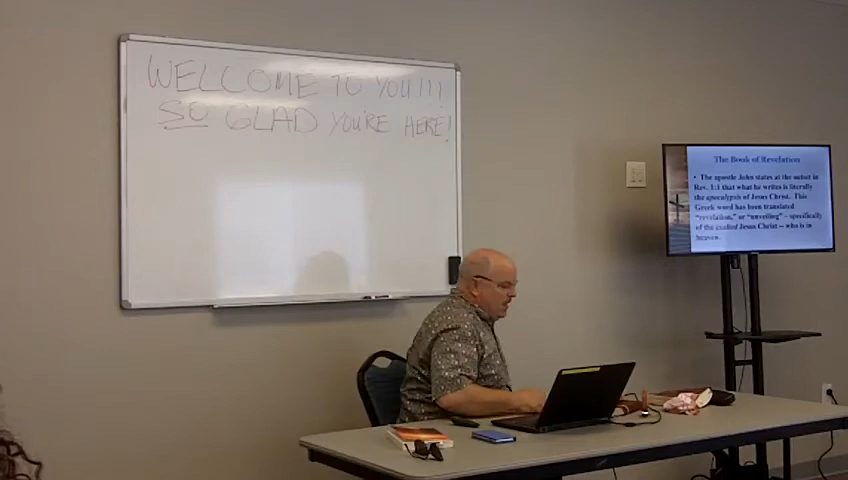 WELCOME TO YOU!!!
SO GLAD YOU'RE HERE!
The Book of Revelation
• The apostle John states at the outset in
Rev. 1:1 that what he writes is literally
the apocalypsis of Jesus Christ. This
Greek word has been translated
"revelation," or "unveiling" – specifically
of the exalted Jesus Christ – who is in
heaven.